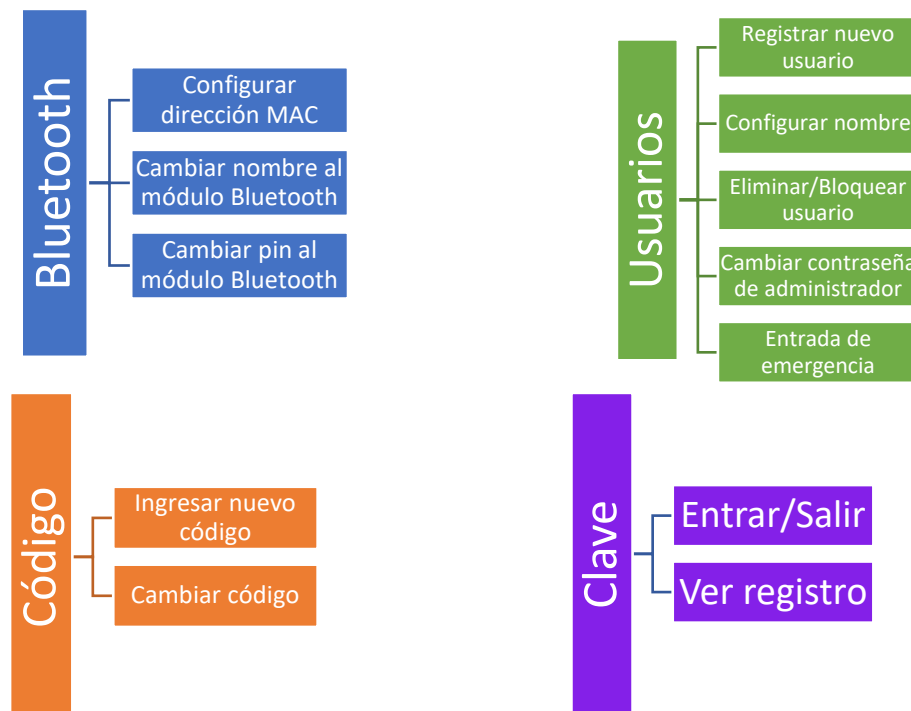 Bluetooth
Configurar
dirección MAC
Cambiar nombre al
módulo Bluetooth
Cambiar pin al
módulo Bluetooth
Usuarios
Registrar nuevo
usuario
Configurar nombre
Eliminar/Bloquear
usuario
Cambiar contraseña
de administrador
Entrada de
emergencia
Código
Ingresar nuevo
código
Cambiar código
Clave
Entrar/Salir
Ver registro